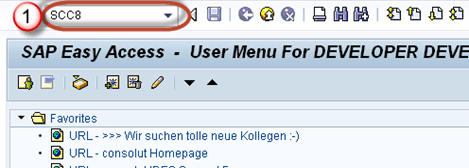 1 SCC8
SAP Easy Access - User Menu For DEVELOPER DEVE
Favorites
URL - >>> Wir suchen tolle neue Kollegen :-)
URL - consolut Homepage